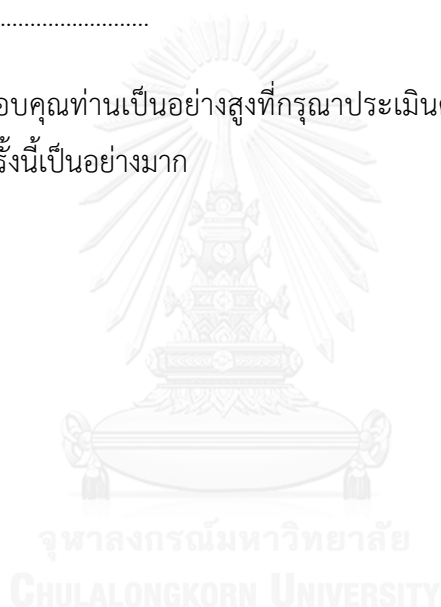 ............................
อบคุณท่านเป็นอย่างสูงที่กรุณาประเมิน
รั้งนี้เป็นอย่างมาก
จุฬาลงกรณ์มหาวิทยาลัย
CHULALONGKORN UNIVERSITY